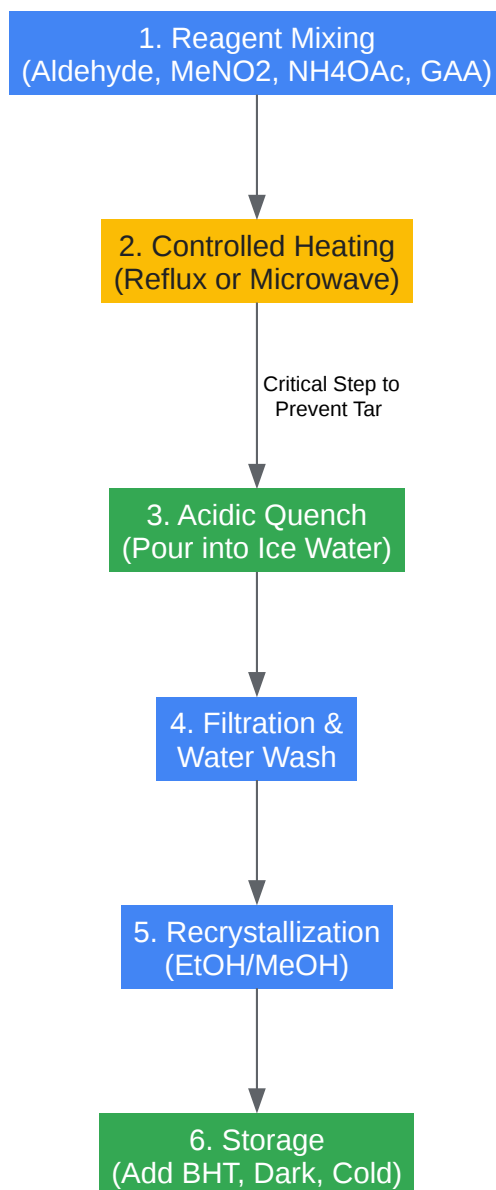 1. Reagent Mixing
(Aldehyde, MeNO2, NH4OAc, GAA)
2. Controlled Heating
(Reflux or Microwave)
Critical Step to
Prevent Tar
3. Acidic Quench
(Pour into Ice Water)
4. Filtration &
Water Wash
5. Recrystallization
(EtOH/MeOH)
6. Storage
(Add BHT, Dark, Cold)